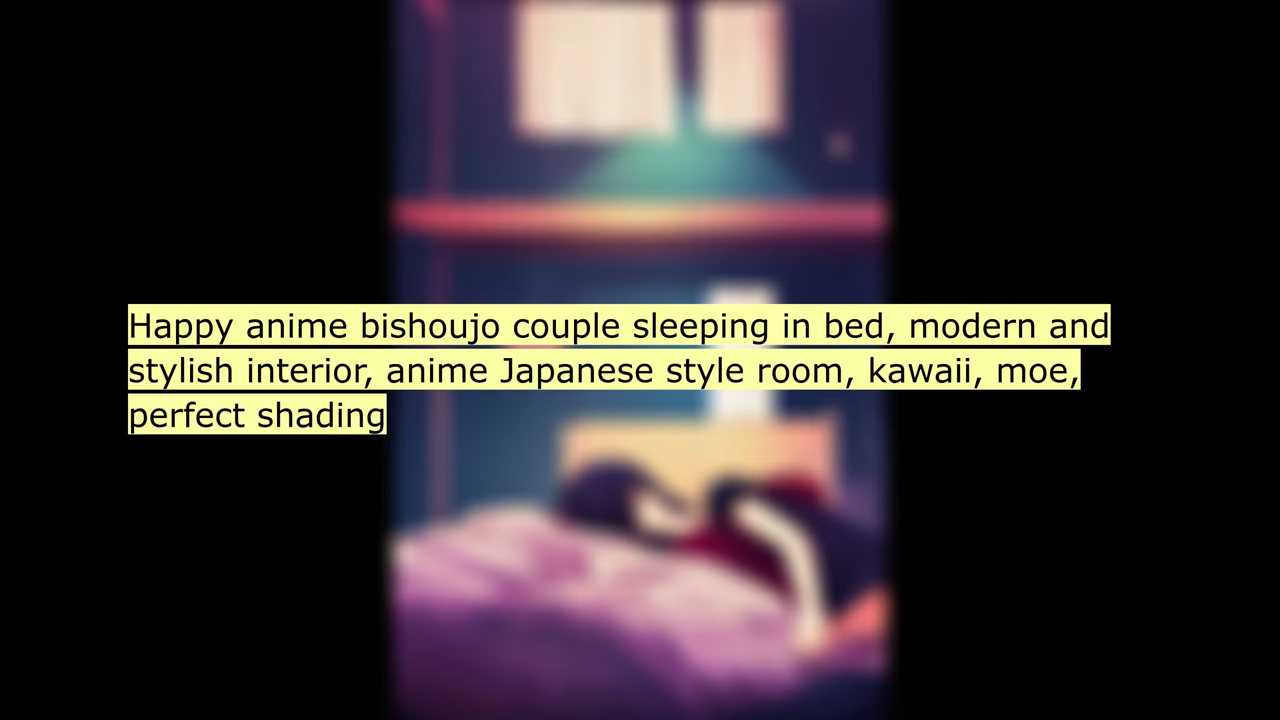 Happy anime bishoujo couple sleeping in bed, modern and
stylish interior, anime Japanese style room, kawaii, moe,
perfect shading